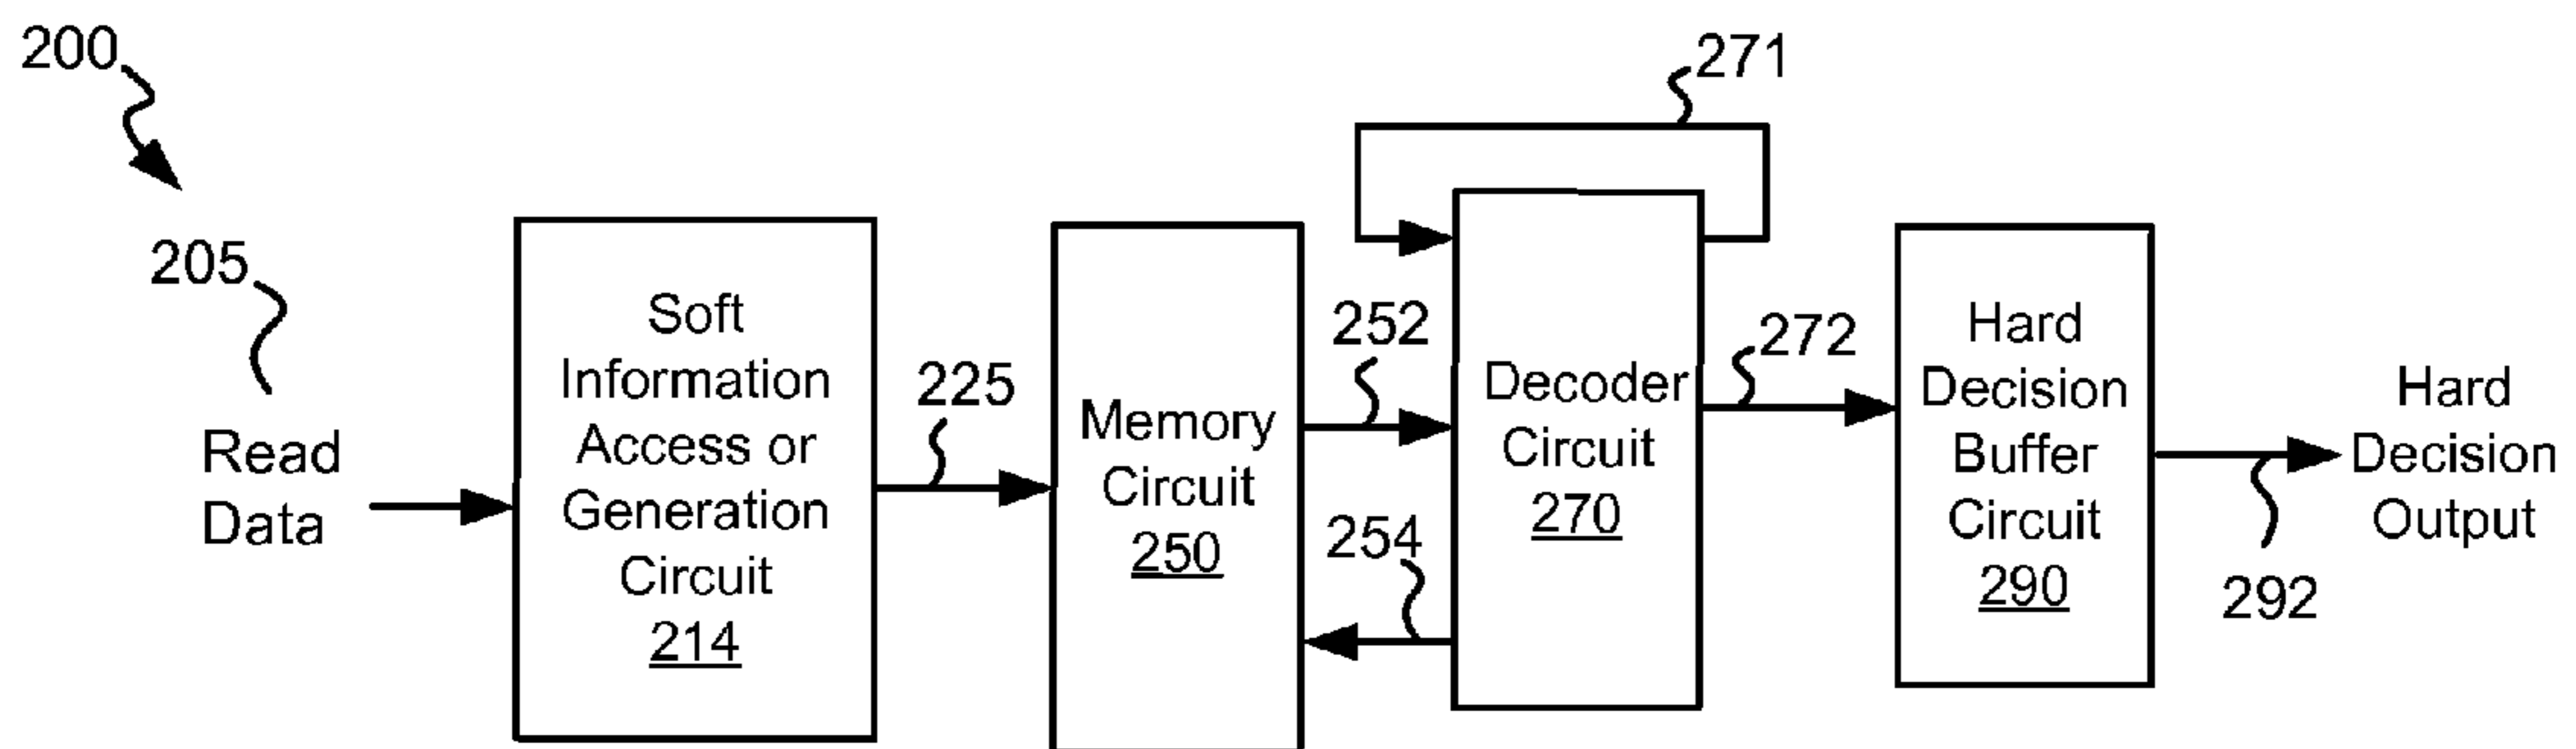 200
205
Read
Data
Soft
Information
Access or
Generation
Circuit
214
225
Memory
Circuit
250
252
254
271
Decoder
Circuit
270
272
Hard
Decision
Buffer
Circuit
290
292
Hard
Decision
Output